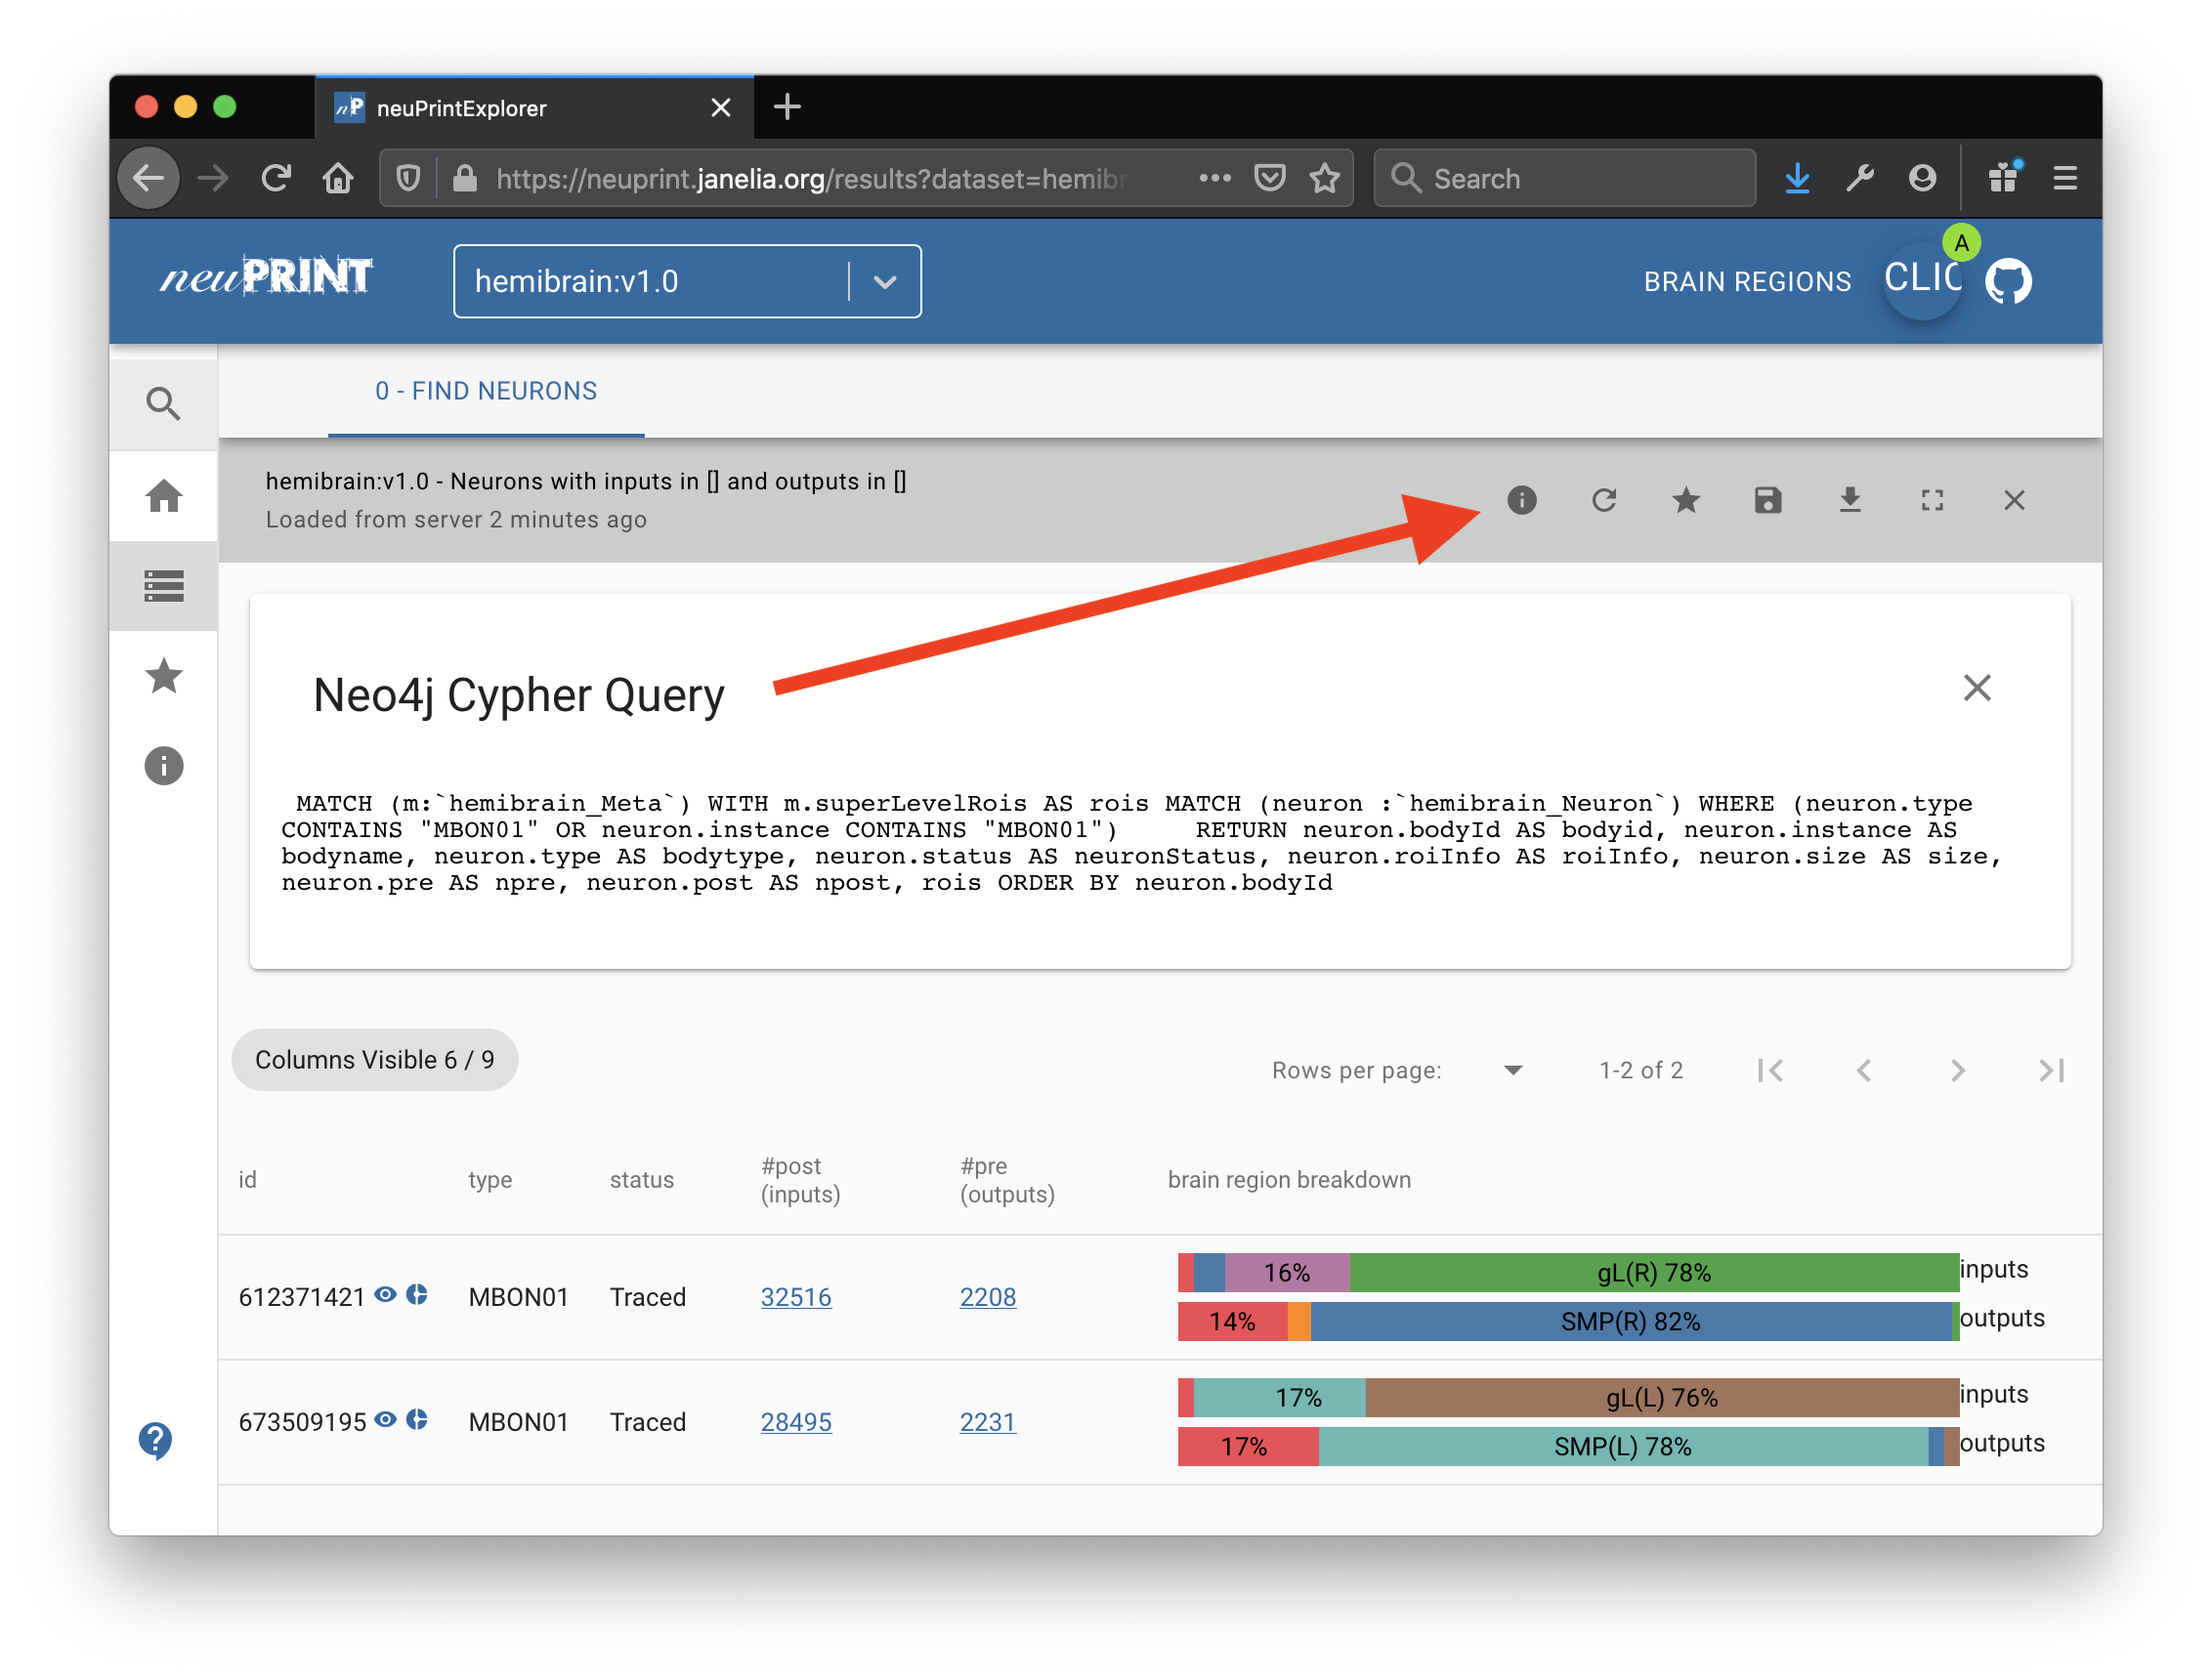 neuPrintExplorer
https://neuprint.janelia.org/results?dataset=hemibr
Search
neuPRINT
hemibrain:v1.0
BRAIN REGIONS
CLIC
A
0 - FIND NEURONS
hemibrain:v1.0 - Neurons with inputs in [] and outputs in []
Loaded from server 2 minutes ago
Neo4j Cypher Query
MATCH (m:`hemibrain_Meta`) WITH m.superLevelRois AS rois MATCH (neuron :`hemibrain_Neuron`) WHERE (neuron.type
CONTAINS "MBON01" OR neuron.instance CONTAINS "MBON01")     RETURN neuron.bodyId AS bodyid, neuron.instance AS
bodyname, neuron.type AS bodytype, neuron.status AS neuronStatus, neuron.roiInfo AS roiInfo, neuron.size AS size,
neuron.pre AS npre, neuron.post AS npost, rois ORDER BY neuron.bodyId
Columns Visible 6 / 9
Rows per page:
1-2 of 2
id type status #post (inputs) #pre (outputs) brain region breakdown
612371421 MBON01 Traced 32516 2208
16% gL(R) 78% inputs
14% SMP(R) 82% outputs
673509195 MBON01 Traced 28495 2231
17% gL(L) 76% inputs
17% SMP(L) 78% outputs